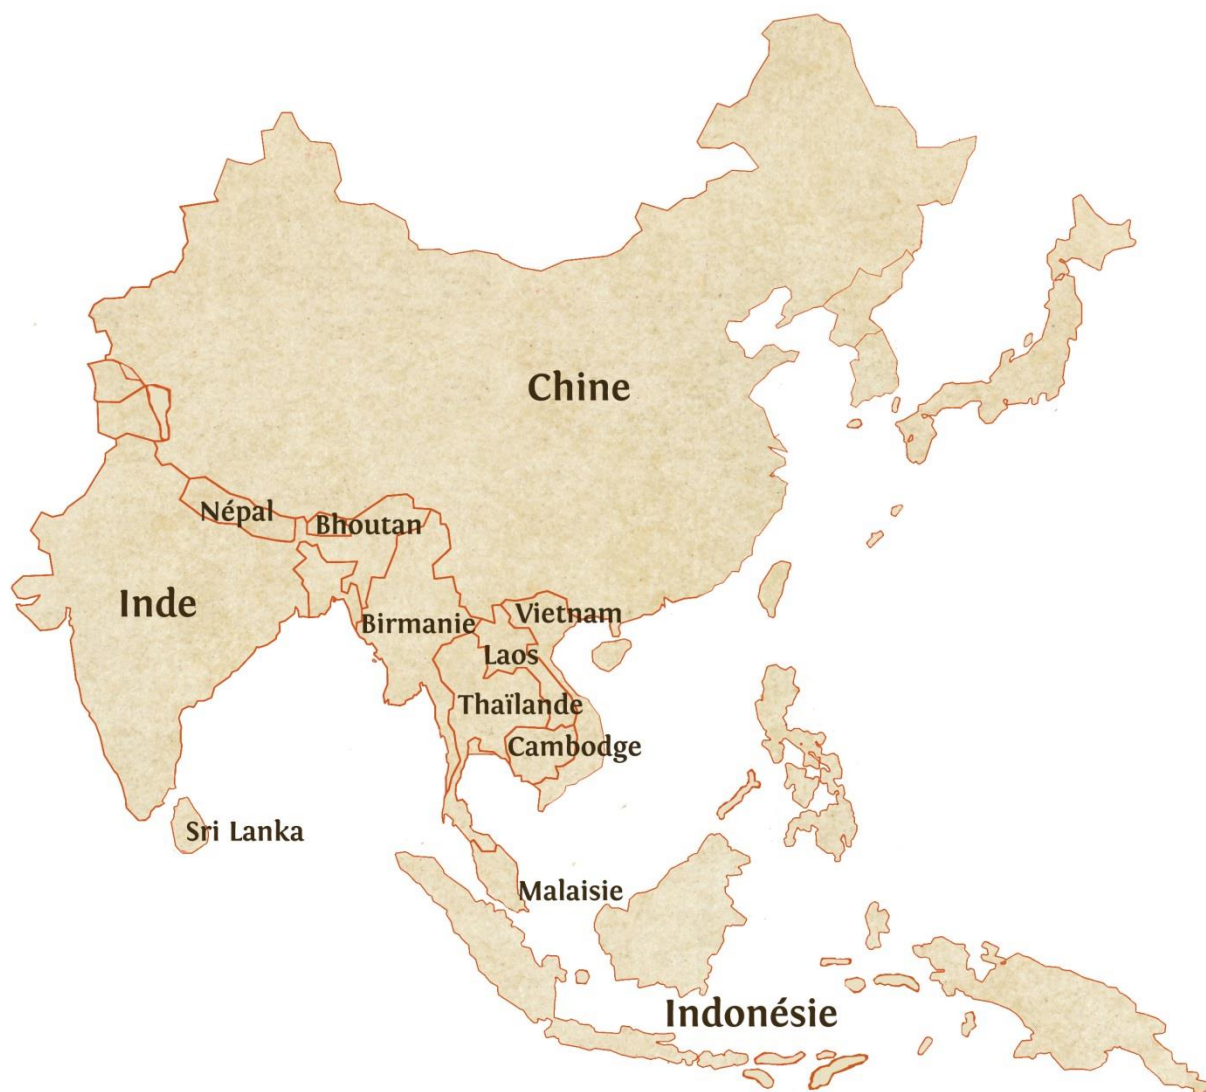 Chine
Népal
Bhoutan
Inde
Vietnam
Birmanie
Laos
Thaïlande
Cambodge
Sri Lanka
Malaisie
Indonésie